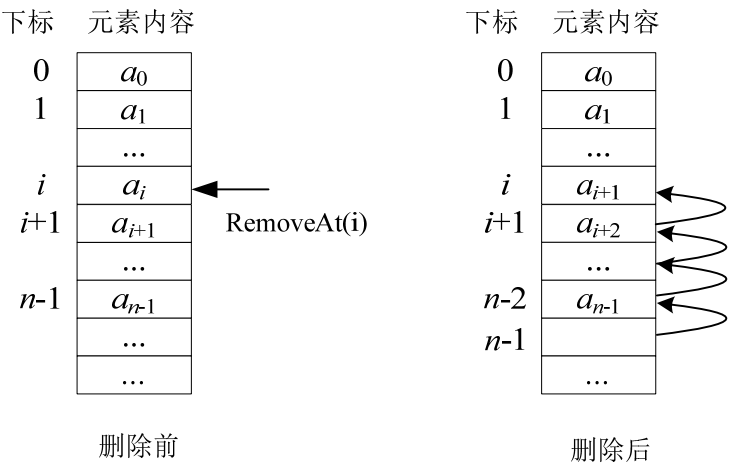 下标 元素内容
0 a0
1 a1
...
i ai
i+1 ai+1
...
n-1 an-1
...
...
RemoveAt(i)
删除前
下标 元素内容
0 a0
1 a1
...
i ai+1
i+1 ai+2
...
n-2 an-1
n-1
...
删除后